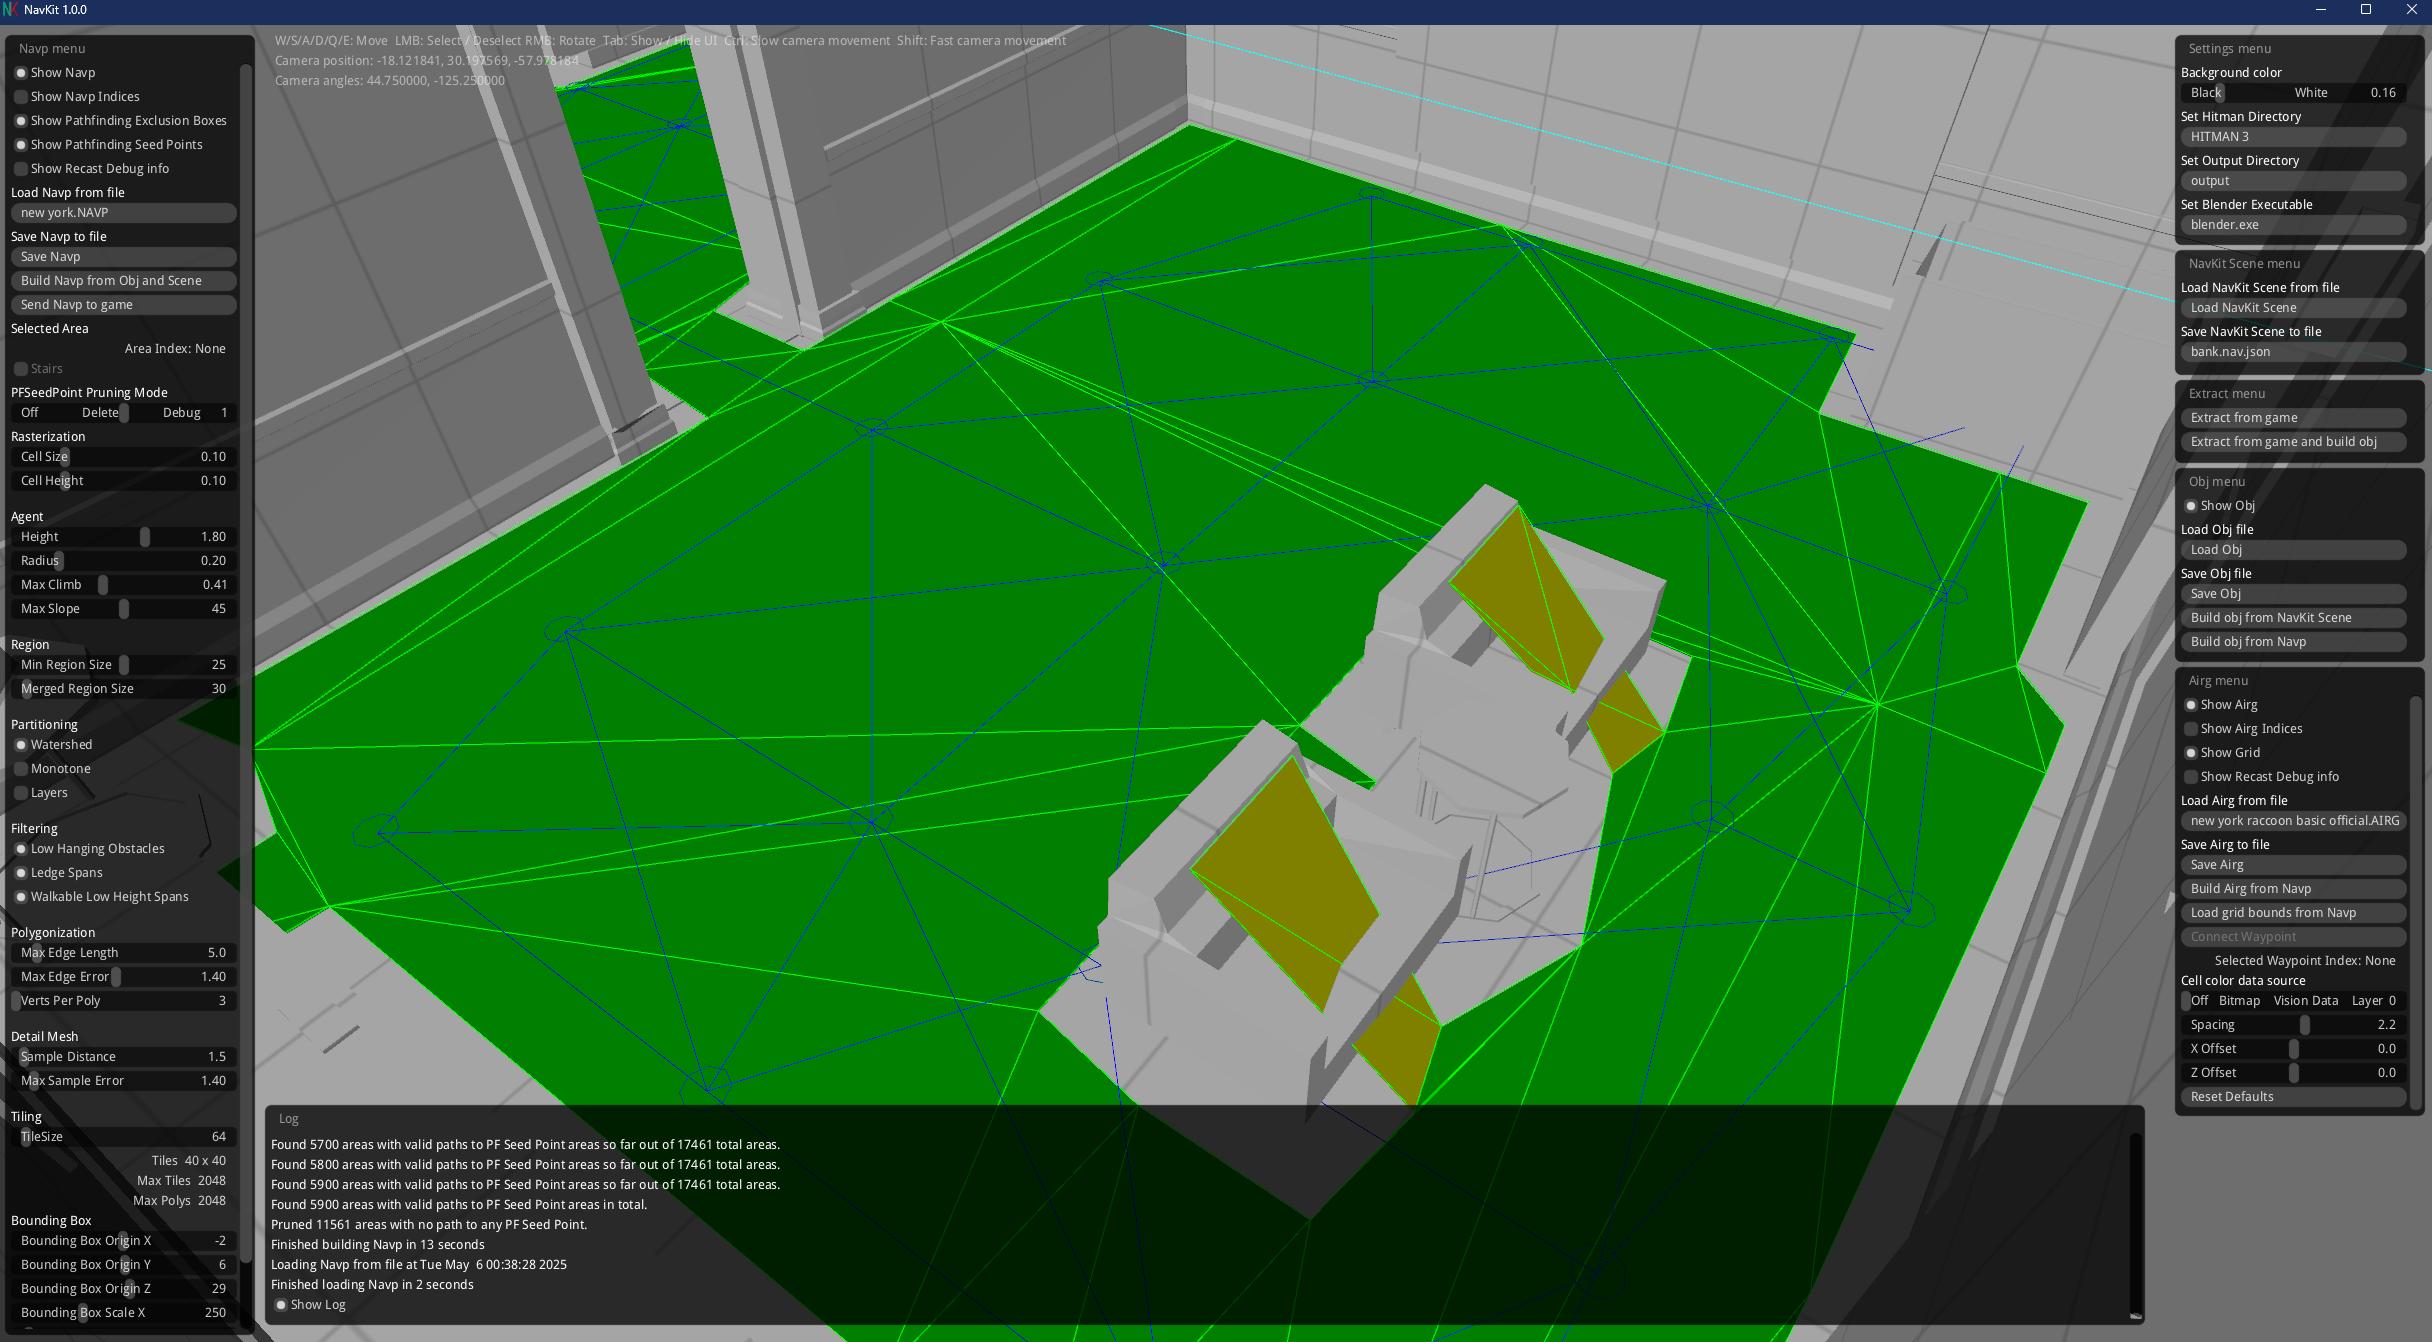 NavKit 1.0.0
W/S/A/D/Q/E: Move  LMB: Select / Deselect RMB: Rotate  Tab: Show / Hide UI  Ctrl: Slow camera movement  Shift: Fast camera movement
Camera position: -18.121841, 30.197569, -57.978184
Camera angles: 44.750000, -125.250000
Navp menu
Show Navp
Show Navp Indices
Show Pathfinding Exclusion Boxes
Show Pathfinding Seed Points
Show Recast Debug info
Load Navp from file
new york.NAVP
Save Navp to file
Save Navp
Build Navp from Obj and Scene
Send Navp to game
Selected Area
Area Index: None
Stairs
PFSeedPoint Pruning Mode
Off Delete Debug 1
Rasterization
Cell Size 0.10
Cell Height 0.10
Agent
Height 1.80
Radius 0.20
Max Climb 0.41
Max Slope 45
Region
Min Region Size 25
Merged Region Size 30
Partitioning
Watershed
Monotone
Layers
Filtering
Low Hanging Obstacles
Ledge Spans
Walkable Low Height Spans
Polygonization
Max Edge Length 5.0
Max Edge Error 1.40
Verts Per Poly 3
Detail Mesh
Sample Distance 1.5
Max Sample Error 1.40
Tiling
TileSize 64
Tiles 40 x 40
Max Tiles 2048
Max Polys 2048
Bounding Box
Bounding Box Origin X -2
Bounding Box Origin Y 6
Bounding Box Origin Z 29
Bounding Box Scale X 250
Log
Found 5700 areas with valid paths to PF Seed Point areas so far out of 17461 total areas.
Found 5800 areas with valid paths to PF Seed Point areas so far out of 17461 total areas.
Found 5900 areas with valid paths to PF Seed Point areas so far out of 17461 total areas.
Found 5900 areas with valid paths to PF Seed Point areas in total.
Pruned 11561 areas with no path to any PF Seed Point.
Finished building Navp in 13 seconds
Loading Navp from file at Tue May  6 00:38:28 2025
Finished loading Navp in 2 seconds
Show Log
Settings menu
Background color
Black White 0.16
Set Hitman Directory
HITMAN 3
Set Output Directory
output
Set Blender Executable
blender.exe
NavKit Scene menu
Load NavKit Scene from file
Load NavKit Scene
Save NavKit Scene to file
bank.nav.json
Extract menu
Extract from game
Extract from game and build obj
Obj menu
Show Obj
Load Obj file
Load Obj
Save Obj file
Save Obj
Build obj from NavKit Scene
Build obj from Navp
Airg menu
Show Airg
Show Airg Indices
Show Grid
Show Recast Debug info
Load Airg from file
new york raccoon basic official.AIRG
Save Airg to file
Save Airg
Build Airg from Navp
Load grid bounds from Navp
Connect Waypoint
Selected Waypoint Index: None
Cell color data source
Off Bitmap Vision Data Layer 0
Spacing 2.2
X Offset 0.0
Z Offset 0.0
Reset Defaults